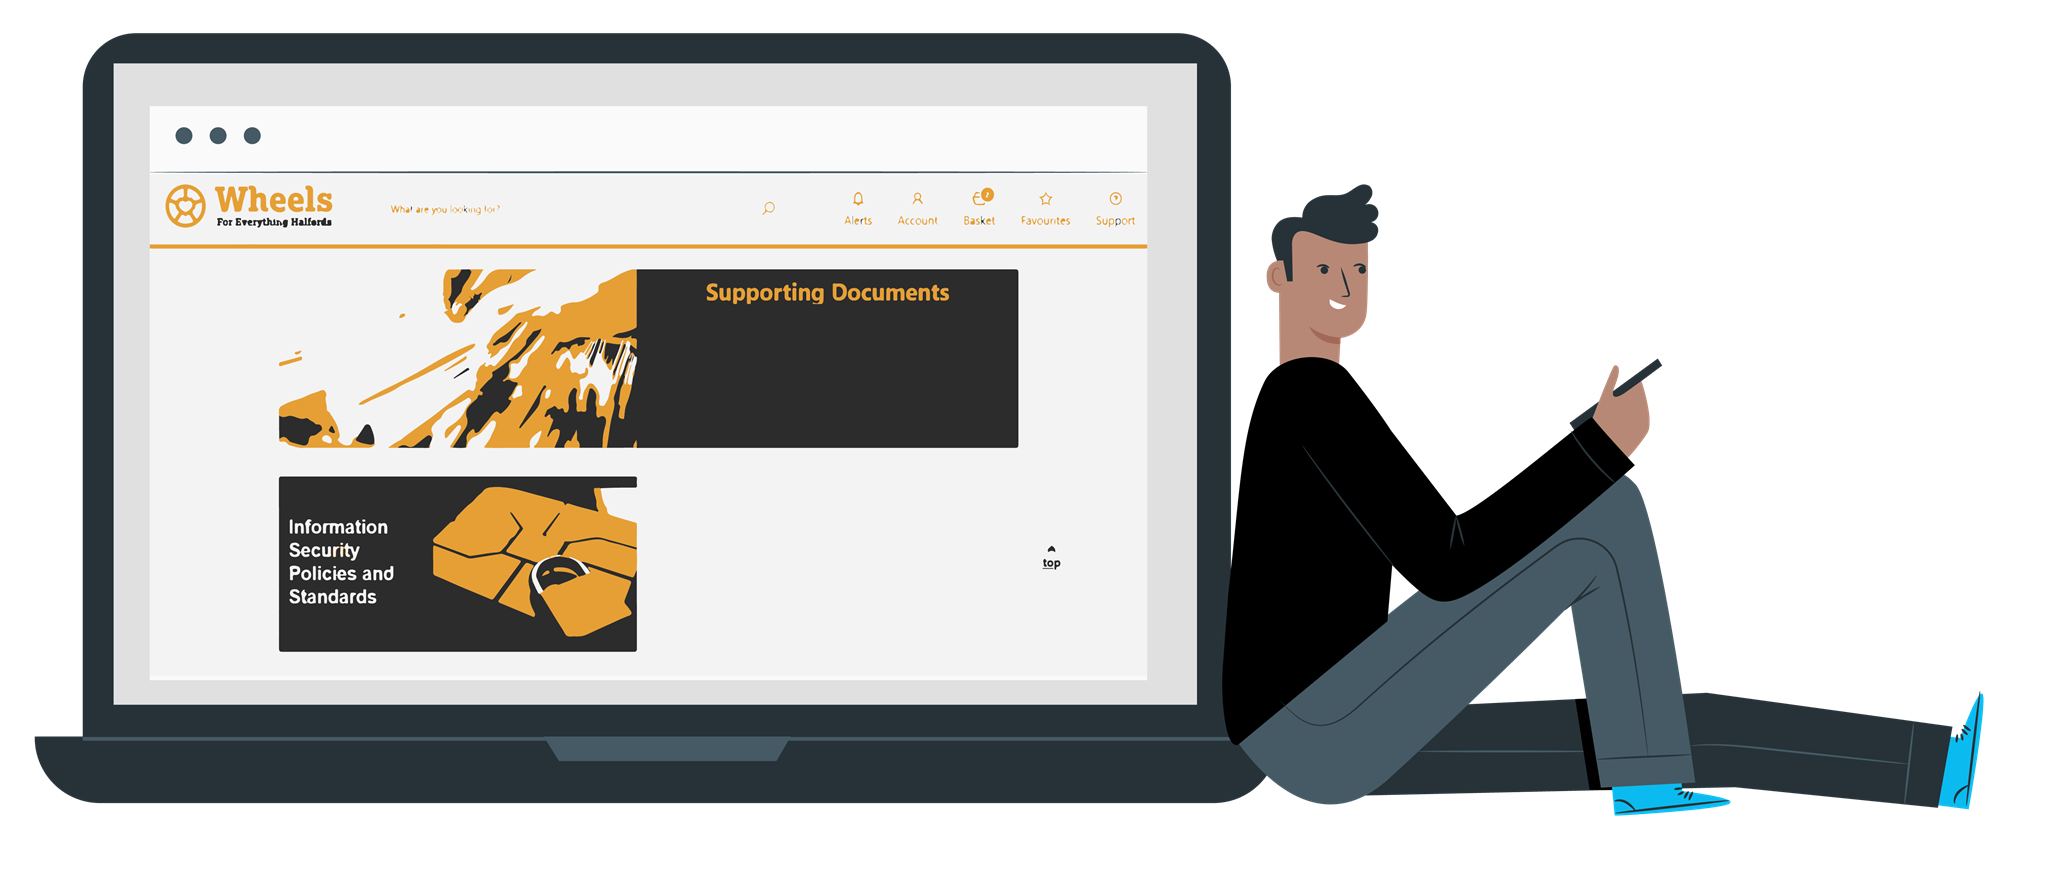 Wheels
For Everything Halfords
What are you looking for?
Alerts
Account
Basket
Favourites
Support
Supporting Documents
Information
Security
Policies and
Standards
top